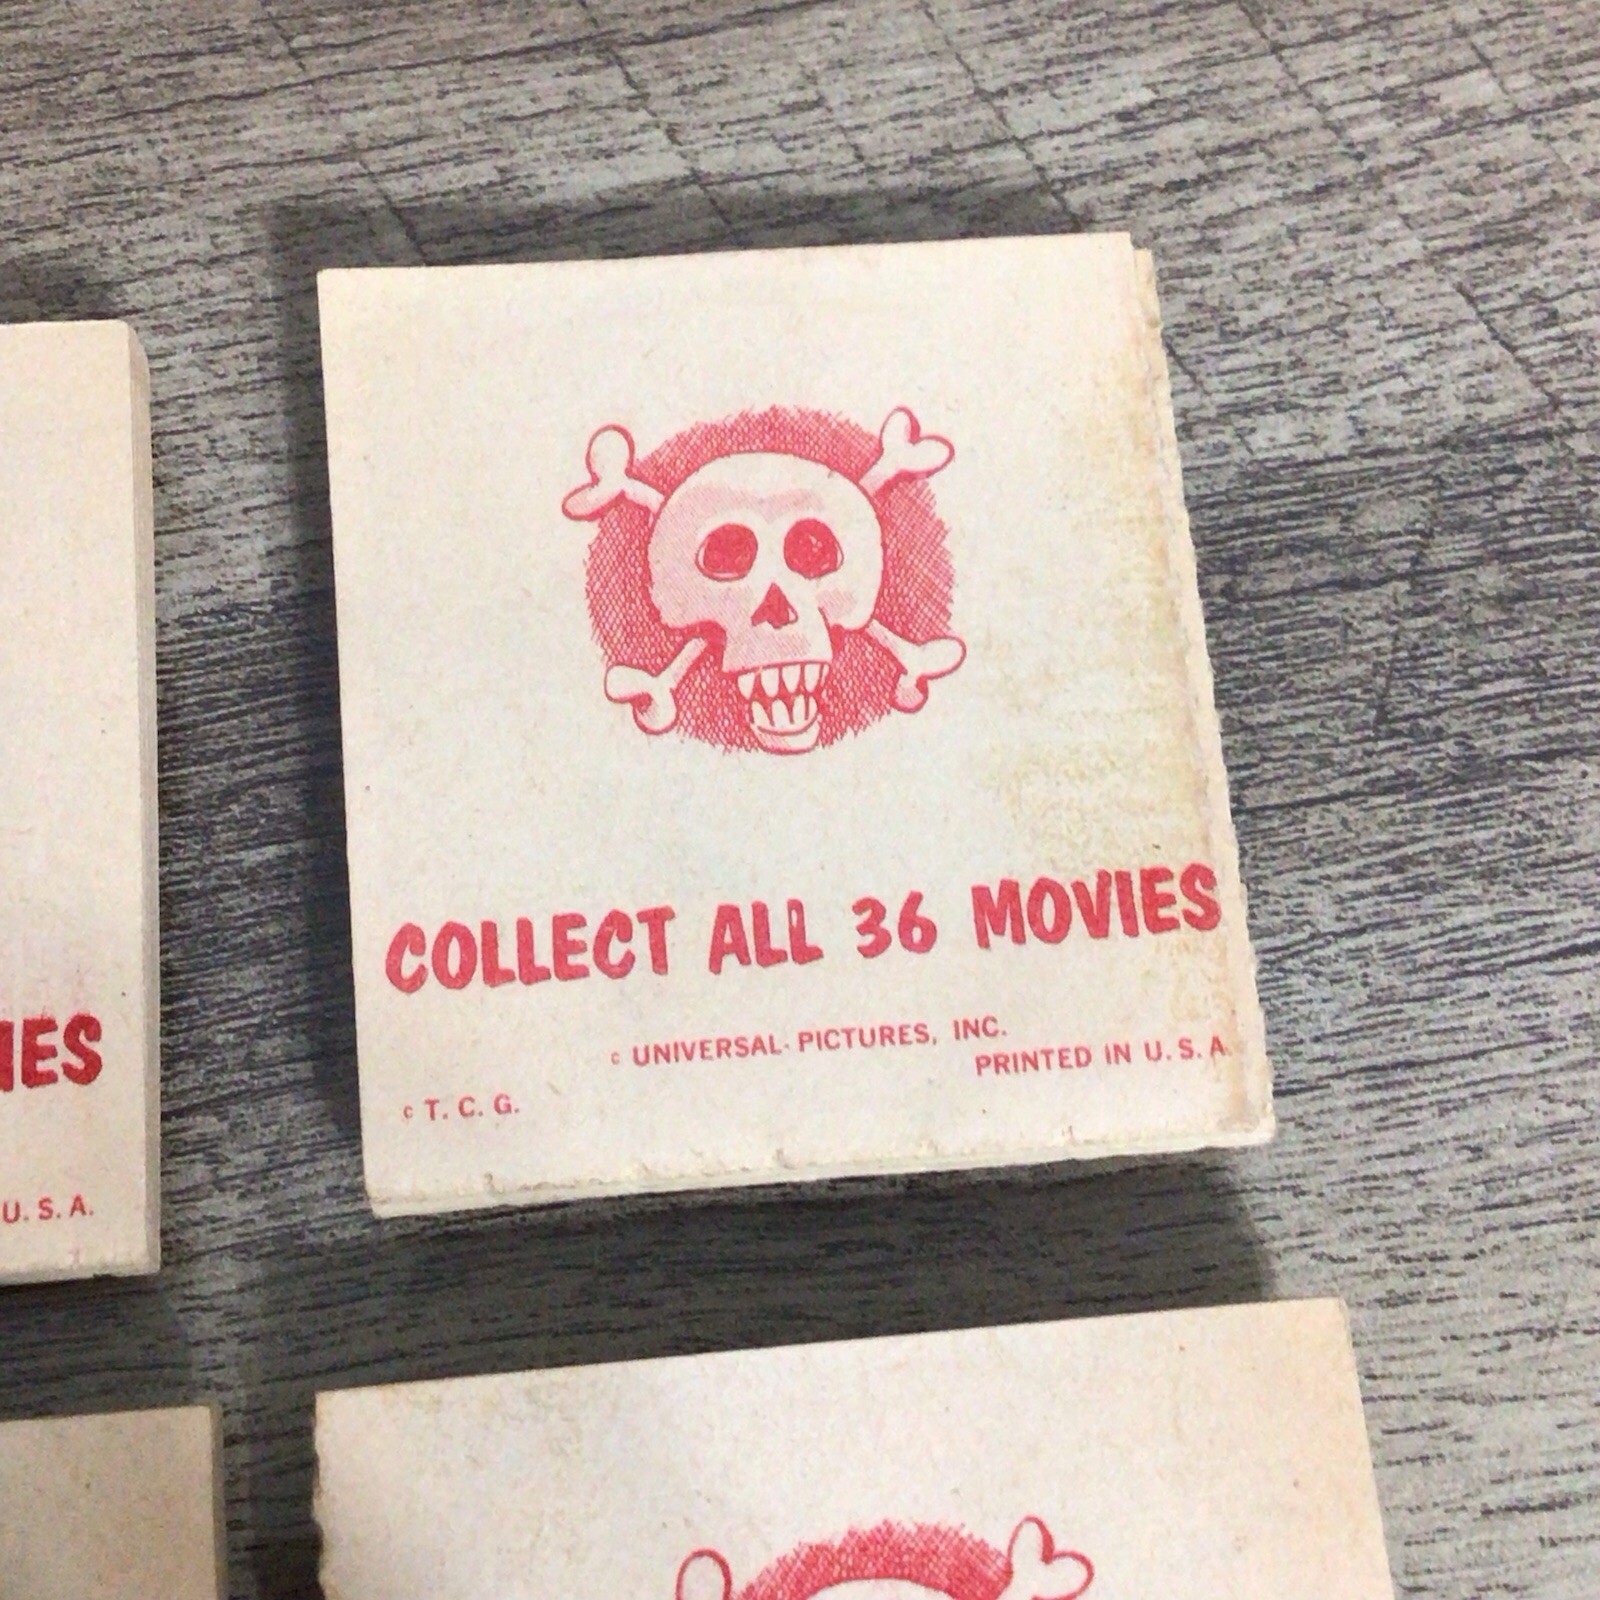 COLLECT ALL 36 MOVIES
c UNIVERSAL PICTURES, INC.
PRINTED IN U. S. A.
c T. C. G.
IES
U. S. A.